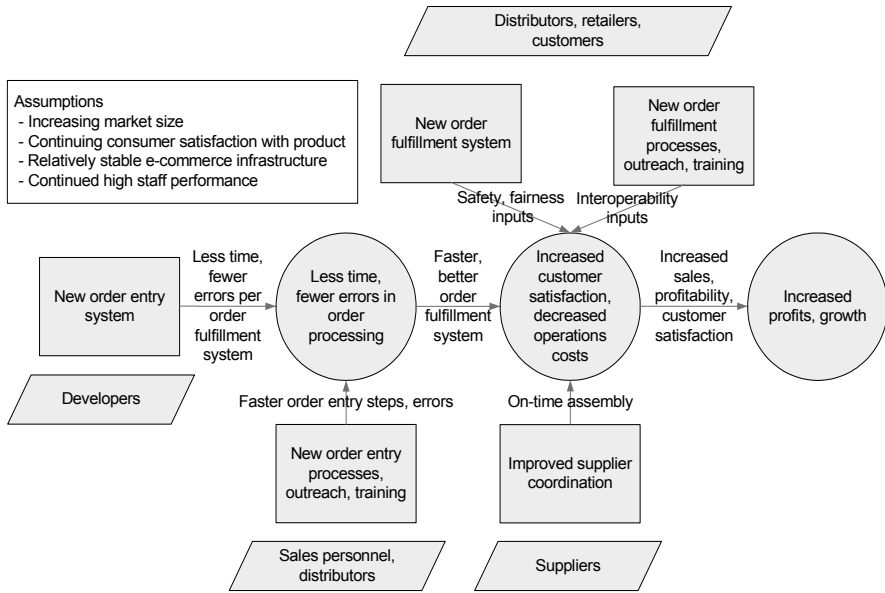 Distributors, retailers,
customers
Assumptions
- Increasing market size
- Continuing consumer satisfaction with product
- Relatively stable e-commerce infrastructure
- Continued high staff performance
New order
fulfillment system
New order
fulfillment
processes,
outreach, training
Safety, fairness
inputs
Interoperability
inputs
New order entry
system
Less time,
fewer
errors per
order
fulfillment
system
Less time,
fewer errors in
order
processing
Faster,
better
order
fulfillment
system
Increased
customer
satisfaction,
decreased
operations
costs
Increased
sales,
profitability,
customer
satisfaction
Increased
profits, growth
Developers
Faster order entry steps, errors
On-time assembly
New order entry
processes,
outreach, training
Improved supplier
coordination
Sales personnel,
distributors
Suppliers